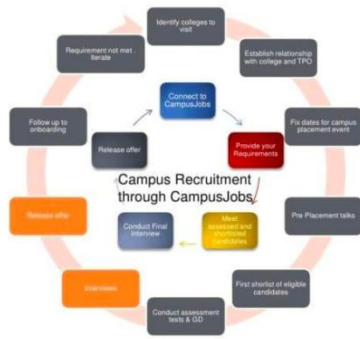 Identify colleges to
visit
Establish relationship
with college and TPO
Fix dates for campus
placement event
Pre Placement talks
First shortlist of eligible
candidates
Conduct assessment
tests & GD
Interviews
Release offer
Follow up to
onboarding
Requirement not met .
Iterate
Connect to
CampusJobs
Provide your
Requirements
Meet
assessed and
shortlisted
candidates
Conduct Final
Interview
Release offer
Campus Recruitment
through CampusJobs